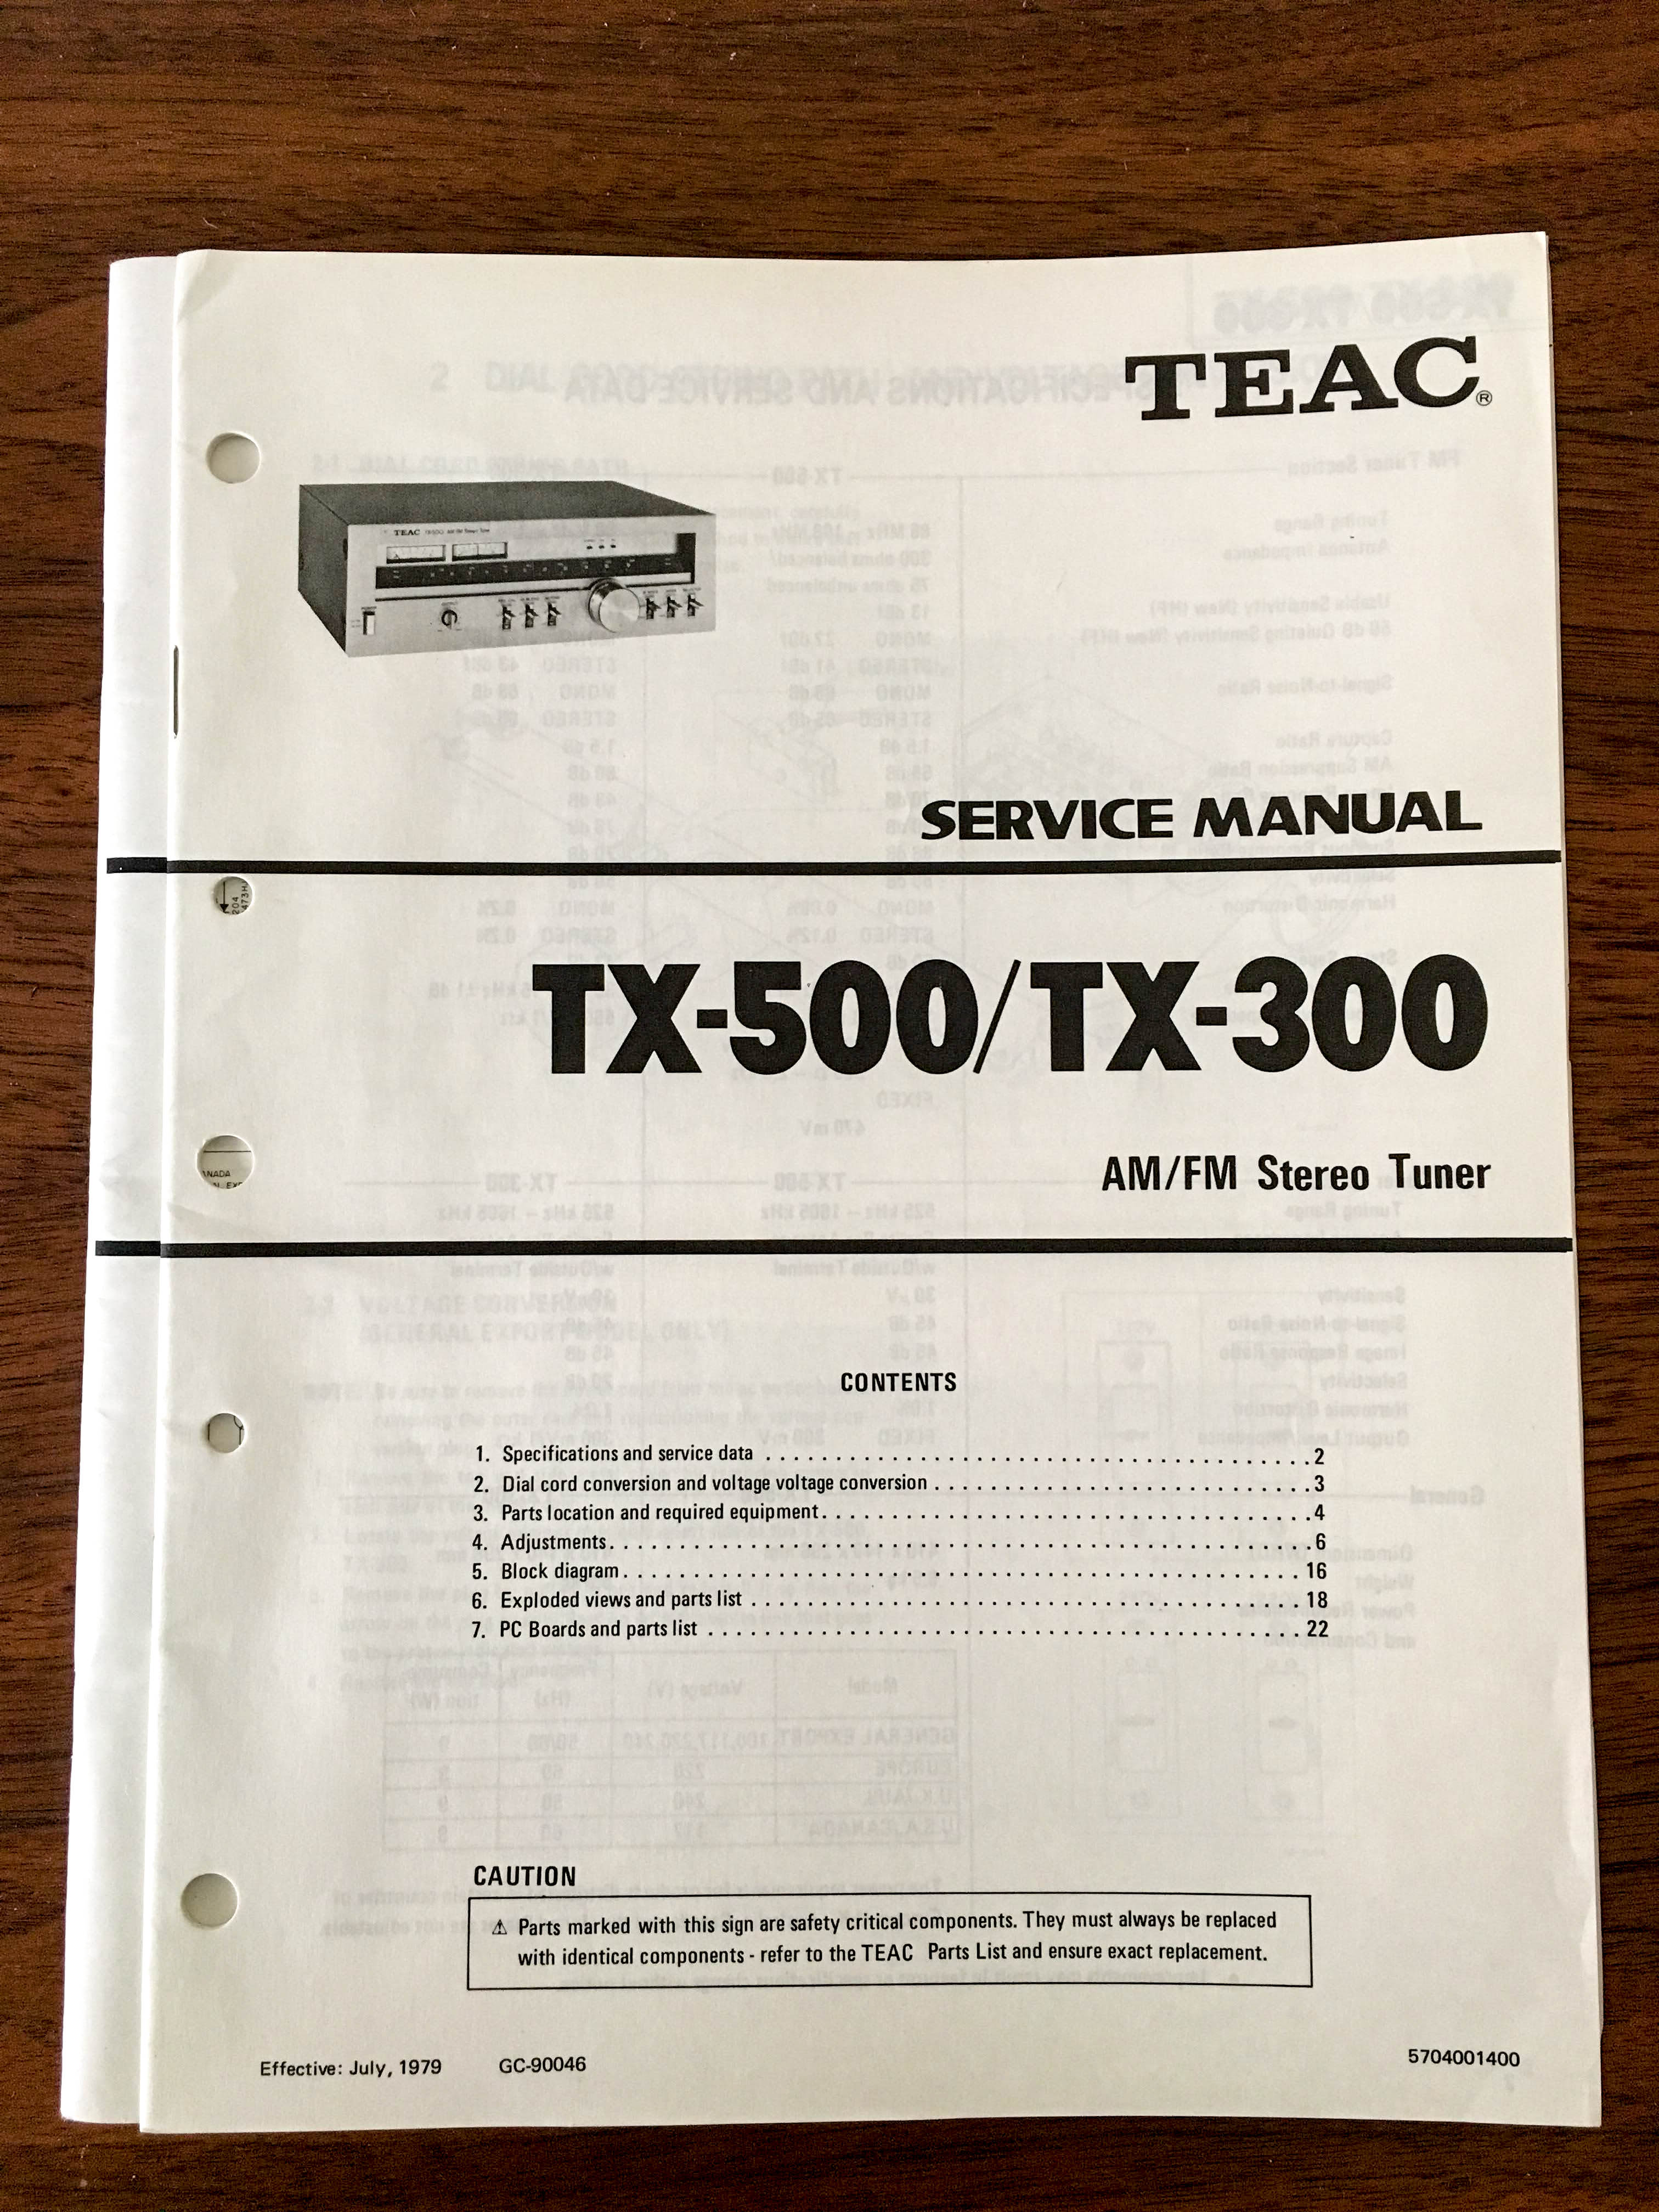 TEAC®
TEAC
SERVICE MANUAL
TX-500/TX-300
AM/FM Stereo Tuner
CONTENTS
1. Specifications and service data . . . . . . . . . . . . . . . . . . . . . . . . . . . . . . . . . . . . 2
2. Dial cord conversion and voltage voltage conversion . . . . . . . . . . . . . . . . . . . . . . . . 3
3. Parts location and required equipment. . . . . . . . . . . . . . . . . . . . . . . . . . . . . . . 4
4. Adjustments. . . . . . . . . . . . . . . . . . . . . . . . . . . . . . . . . . . . . . . . . . . . . . 6
5. Block diagram. . . . . . . . . . . . . . . . . . . . . . . . . . . . . . . . . . . . . . . . . . . . 16
6. Exploded views and parts list . . . . . . . . . . . . . . . . . . . . . . . . . . . . . . . . . . . 18
7. PC Boards and parts list . . . . . . . . . . . . . . . . . . . . . . . . . . . . . . . . . . . . . . 22
CAUTION
⚠ Parts marked with this sign are safety critical components. They must always be replaced
with identical components - refer to the TEAC Parts List and ensure exact replacement.
Effective: July, 1979 GC-90046 5704001400